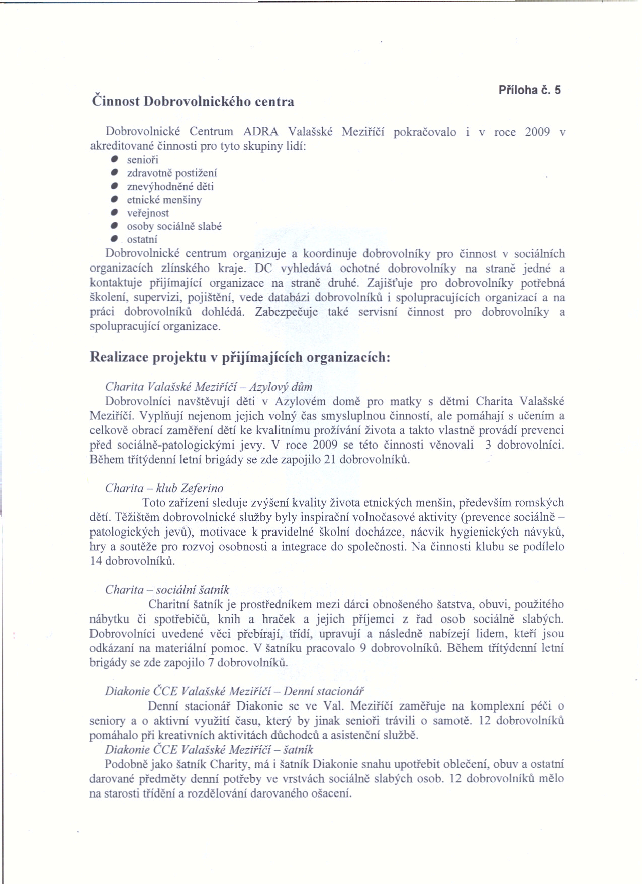 Příloha č. 5
Činnost Dobrovolnického centra
Dobrovolnické Centrum ADRA Valašské Meziříčí pokračovalo i v roce 2009 v
akreditované činnosti pro tyto skupiny lidí:
● senioři
● zdravotně postižení
● znevýhodněné děti
● etnické menšiny
● veřejnost
● osoby sociálně slabé
● ostatní
Dobrovolnické centrum organizuje a koordinuje dobrovolníky pro činnost v sociálních
organizacích zlínského kraje. DC vyhledává ochotné dobrovolníky na straně jedné a
kontaktuje přijímající organizace na straně druhé. Zajišťuje pro dobrovolníky potřebná
školení, supervizi, pojištění, vede databázi dobrovolníků i spolupracujících organizací a na
práci dobrovolníků dohlédá. Zabezpečuje také servisní činnost pro dobrovolníky a
spolupracující organizace.
Realizace projektu v přijímajících organizacích:
Charita Valašské Meziříčí – Azylový dům
Dobrovolníci navštěvují děti v Azylovém domě pro matky s dětmi Charita Valašské
Meziříčí. Vyplňují nejenom jejich volný čas smysluplnou činností, ale pomáhají s učením a
celkově obrací zaměření dětí ke kvalitnímu prožívání života a takto vlastně provádí prevenci
před sociálně-patologickými jevy. V roce 2009 se této činnosti věnovali 3 dobrovolníci.
Během třítýdenní letní brigády se zde zapojilo 21 dobrovolníků.
Charita – klub Zeferino
Toto zařízení sleduje zvýšení kvality života etnických menšin, především romských
dětí. Těžištěm dobrovolnické služby byly inspirační volnočasové aktivity (prevence sociálně –
patologických jevů), motivace k pravidelné školní docházce, nácvik hygienických návyků,
hry a soutěže pro rozvoj osobnosti a integrace do společnosti. Na činnosti klubu se podílelo
14 dobrovolníků.
Charita – sociální šatník
Charitní šatník je prostředníkem mezi dárci obnošeného šatstva, obuvi, použitého
nábytku či spotřebičů, knih a hraček a jejich příjemci z řad osob sociálně slabých.
Dobrovolníci uvedené věci přebírají, třídí, upravují a následně nabízejí lidem, kteří jsou
odkázání na materiální pomoc. V šatníku pracovalo 9 dobrovolníků. Během třítýdenní letní
brigády se zde zapojilo 7 dobrovolníků.
Diakonie ČCE Valašské Meziříčí – Denní stacionář
Denní stacionář Diakonie se ve Val. Meziříčí zaměřuje na komplexní péči o
seniory a o aktivní využití času, který by jinak senioři trávili o samotě. 12 dobrovolníků
pomáhalo při kreativních aktivitách důchodců a asistenční službě.
Diakonie ČCE Valašské Meziříčí – šatník
Podobně jako šatník Charity, má i šatník Diakonie snahu upotřebit oblečení, obuv a ostatní
darované předměty denní potřeby ve vrstvách sociálně slabých osob. 12 dobrovolníků mělo
na starosti třídění a rozdělování darovaného ošacení.